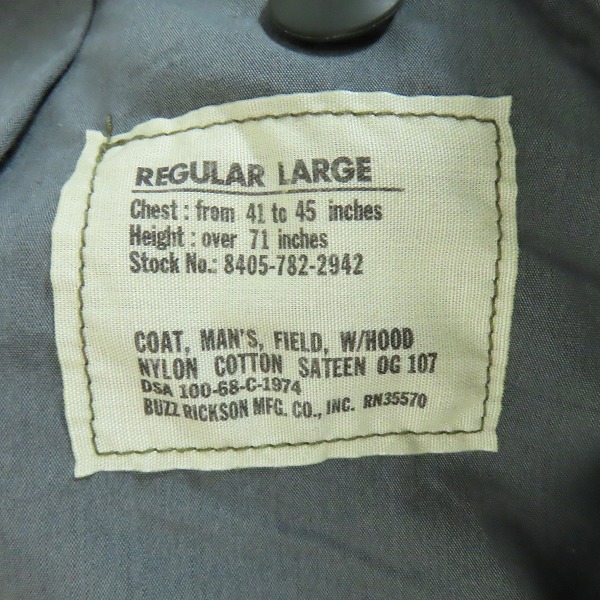 REGULAR LARGE
Chest : from 41 to 45 inches
Height : over 71 inches
Stock No.: 8405-782-2942
COAT, MAN'S, FIELD, W/HOOD
NYLON COTTON SATEEN OG 107
DSA 100-68-C-1974
BUZZ RICKSON MFG. CO., INC. RN35570